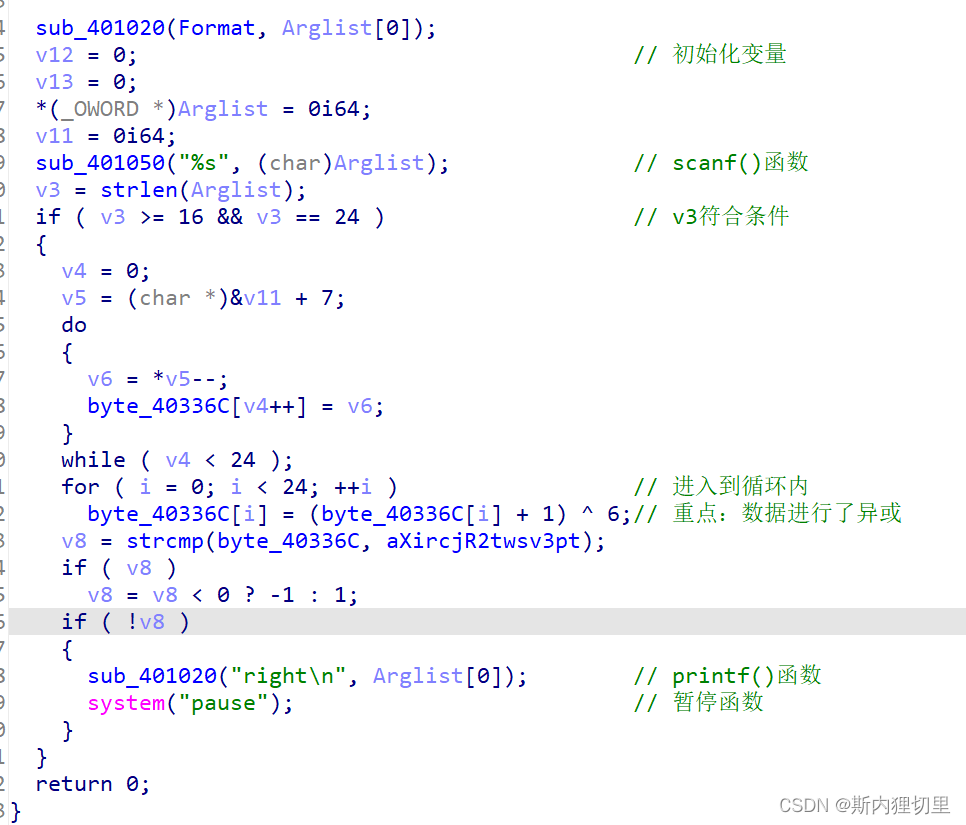 4 sub_401020(Format, Arglist[0]);
5 v12 = 0; // 初始化变量
6 v13 = 0;
7 *(_OWORD *)Arglist = 0i64;
8 v11 = 0i64;
9 sub_401050("%s", (char)Arglist); // scanf()函数
0 v3 = strlen(Arglist);
1 if ( v3 >= 16 && v3 == 24 ) // v3符合条件
2 {
3 v4 = 0;
4 v5 = (char *)&v11 + 7;
5 do
6 {
7 v6 = *v5--;
8 byte_40336C[v4++] = v6;
9 }
0 while ( v4 < 24 );
1 for ( i = 0; i < 24; ++i ) // 进入到循环内
2 byte_40336C[i] = (byte_40336C[i] + 1) ^ 6;// 重点：数据进行了异或
3 v8 = strcmp(byte_40336C, aXircjR2twsv3pt);
4 if ( v8 )
5 v8 = v8 < 0 ? -1 : 1;
6 if ( !v8 )
7 {
8 sub_401020("right\n", Arglist[0]); // printf()函数
9 system("pause"); // 暂停函数
0 }
1 }
2 return 0;
3 }
CSDN @斯内狸切里